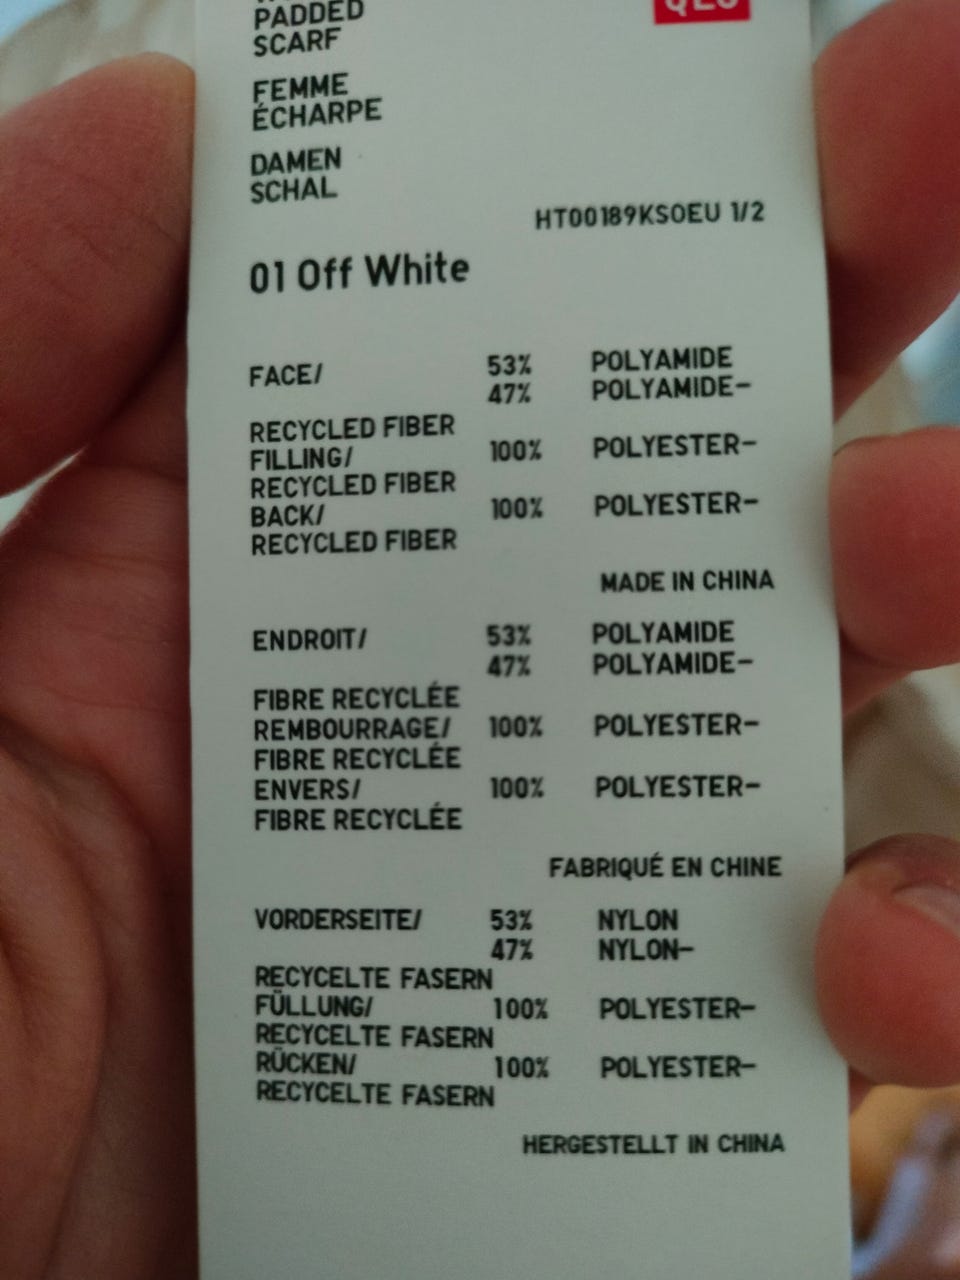 PADDED
SCARF
FEMME
ÉCHARPE
DAMEN
SCHAL
HT00189KSOEU 1/2
01 Off White
FACE/ 53% POLYAMIDE
47% POLYAMIDE-
RECYCLED FIBER
FILLING/ 100% POLYESTER-
RECYCLED FIBER
BACK/ 100% POLYESTER-
RECYCLED FIBER
MADE IN CHINA
ENDROIT/ 53% POLYAMIDE
47% POLYAMIDE-
FIBRE RECYCLÉE
REMBOURRAGE/ 100% POLYESTER-
FIBRE RECYCLÉE
ENVERS/ 100% POLYESTER-
FIBRE RECYCLÉE
FABRIQUÉ EN CHINE
VORDERSEITE/ 53% NYLON
47% NYLON-
RECYCELTE FASERN
FÜLLUNG/ 100% POLYESTER-
RECYCELTE FASERN
RÜCKEN/ 100% POLYESTER-
RECYCELTE FASERN
HERGESTELLT IN CHINA